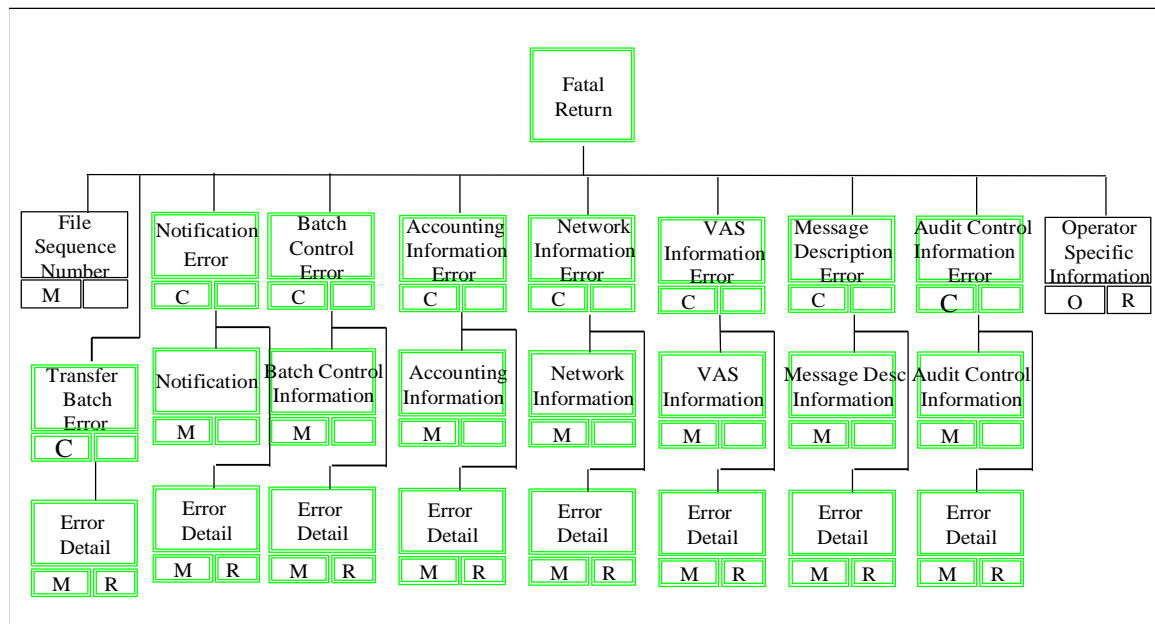 Fatal
Return
File
Sequence
Number
M
Notification
Error
C
Batch
Control
Error
C
Accounting
Information
Error
C
Network
Information
Error
C
VAS
Information
Error
C
Message
Description
Error
C
Audit Control
Information
Error
C
Operator
Specific
Information
O R
Transfer
Batch
Error
C
Notification
M
Batch Control
Information
M
Accounting
Information
M
Network
Information
M
VAS
Information
M
Message Desc
Information
M
Audit Control
Information
M
Error
Detail
M R
Error
Detail
M R
Error
Detail
M R
Error
Detail
M R
Error
Detail
M R
Error
Detail
M R
Error
Detail
M R
Error
Detail
M R